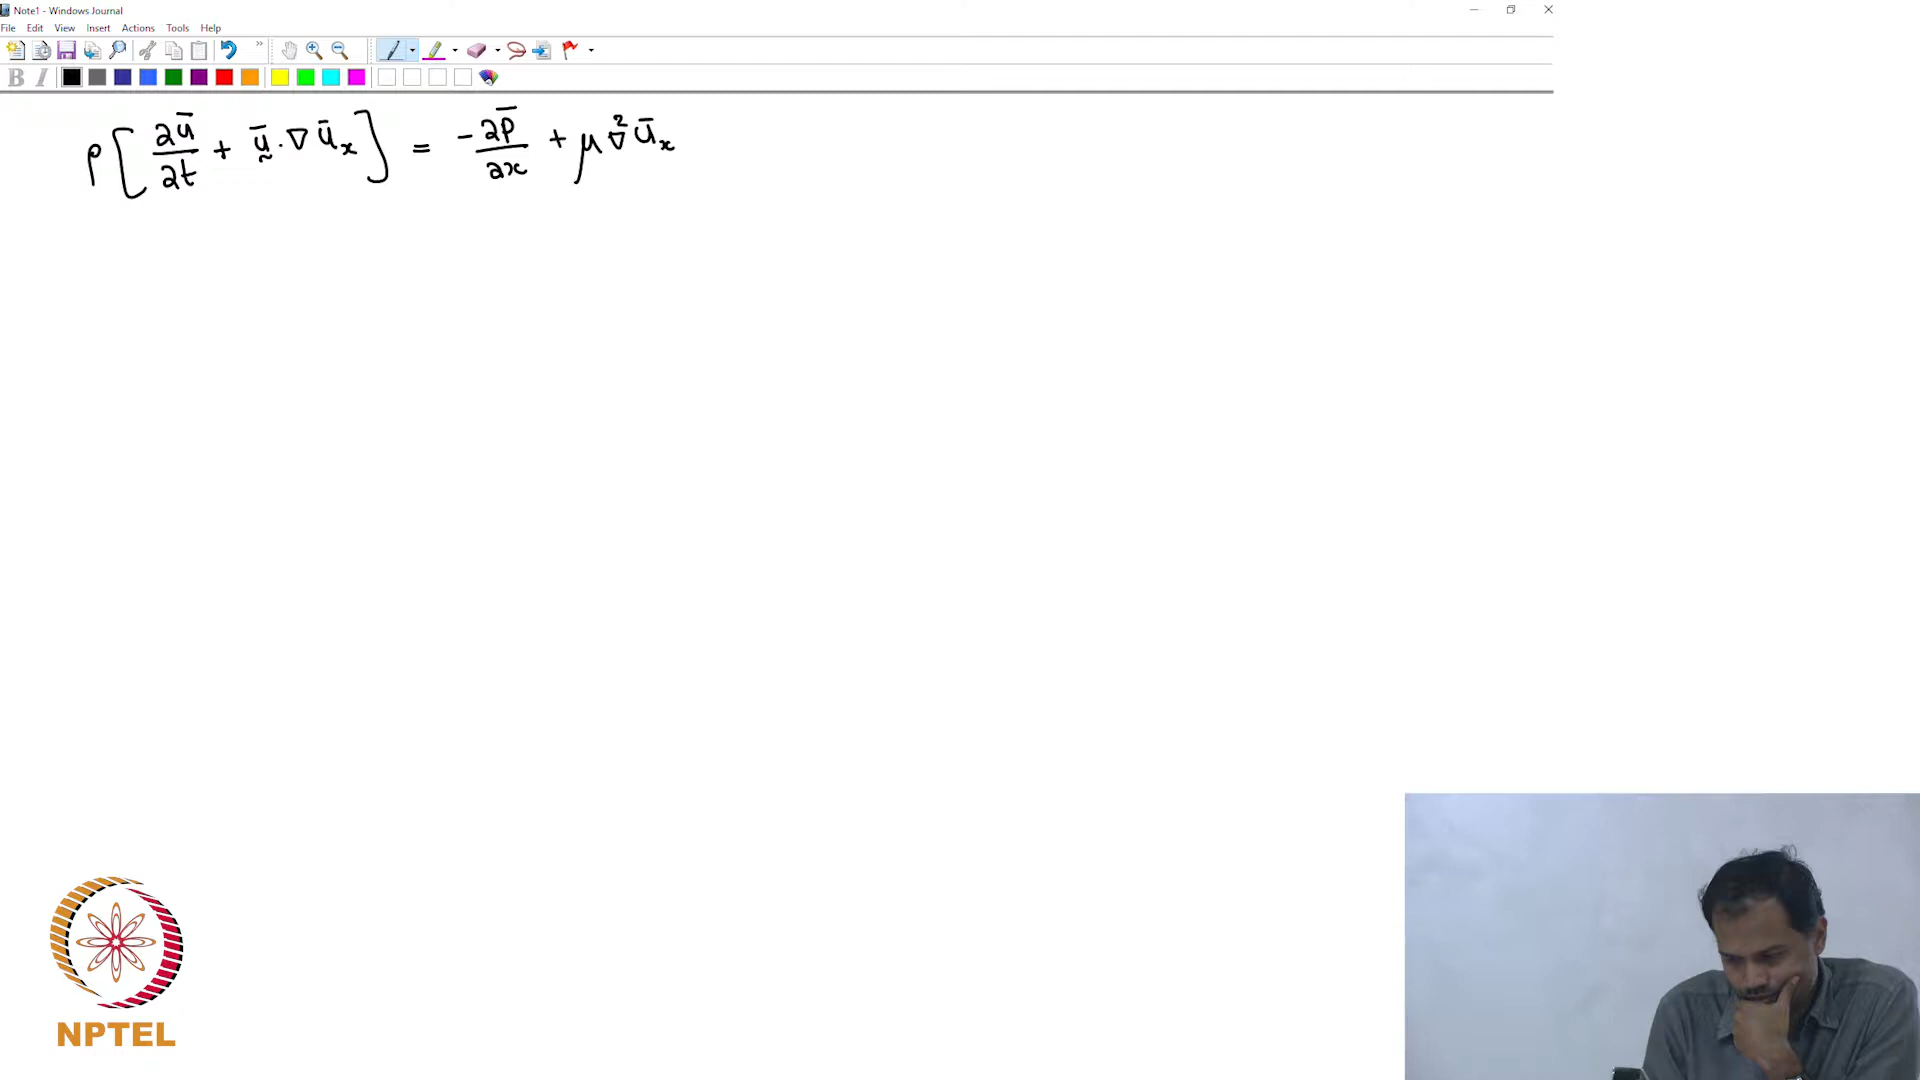 Note1 - Windows Journal
File Edit View Insert Actions Tools Help
B I
ρ[∂ū/∂t + ṵ̄·∇ūₓ] = -∂p̄/∂x + μ∇²ūₓ
NPTEL